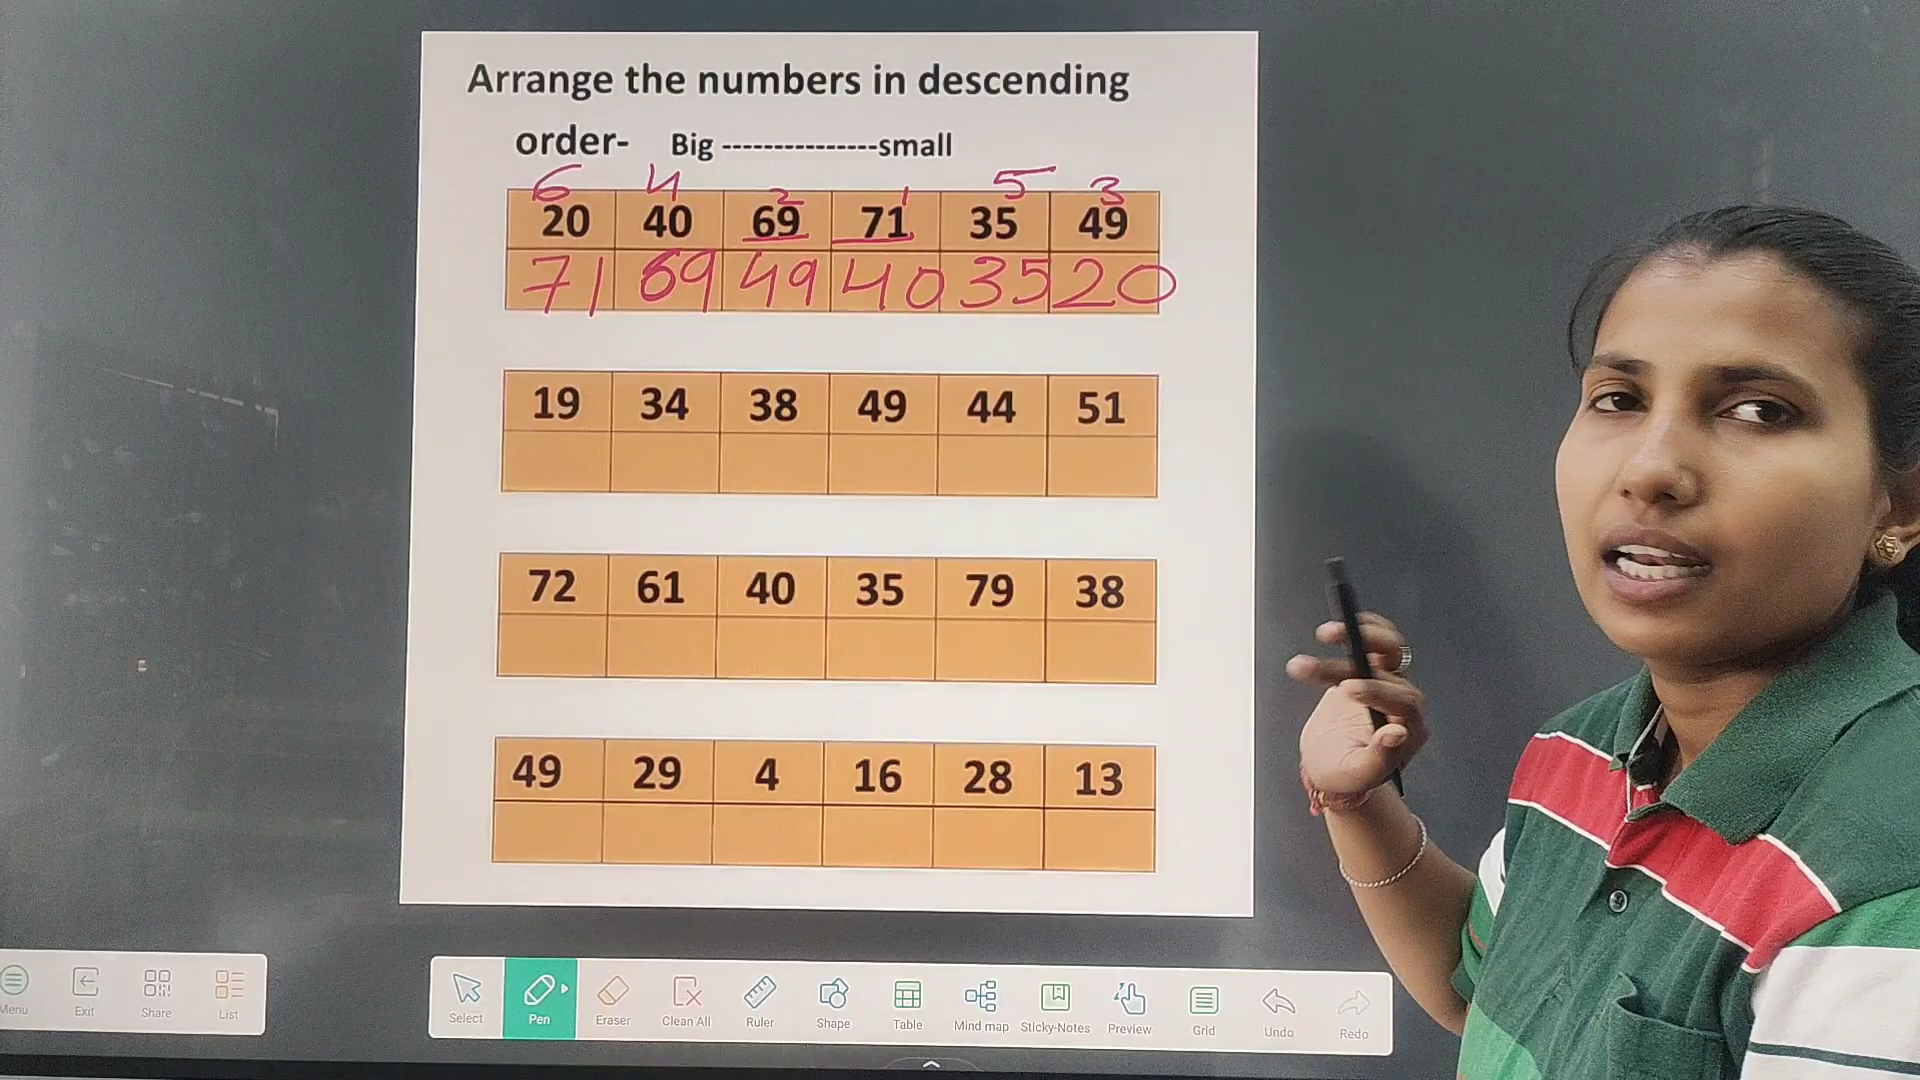 Arrange the numbers in descending
order- Big ---------------small
6 4 2 1 5 3
20 40 69 71 35 49
71 69 49 40 35 20
19 34 38 49 44 51
72 61 40 35 79 38
49 29 4 16 28 13
Menu Exit Share List Select Pen Eraser Clean All Ruler Shape Table Mind map Sticky-Notes Preview Grid Undo Redo